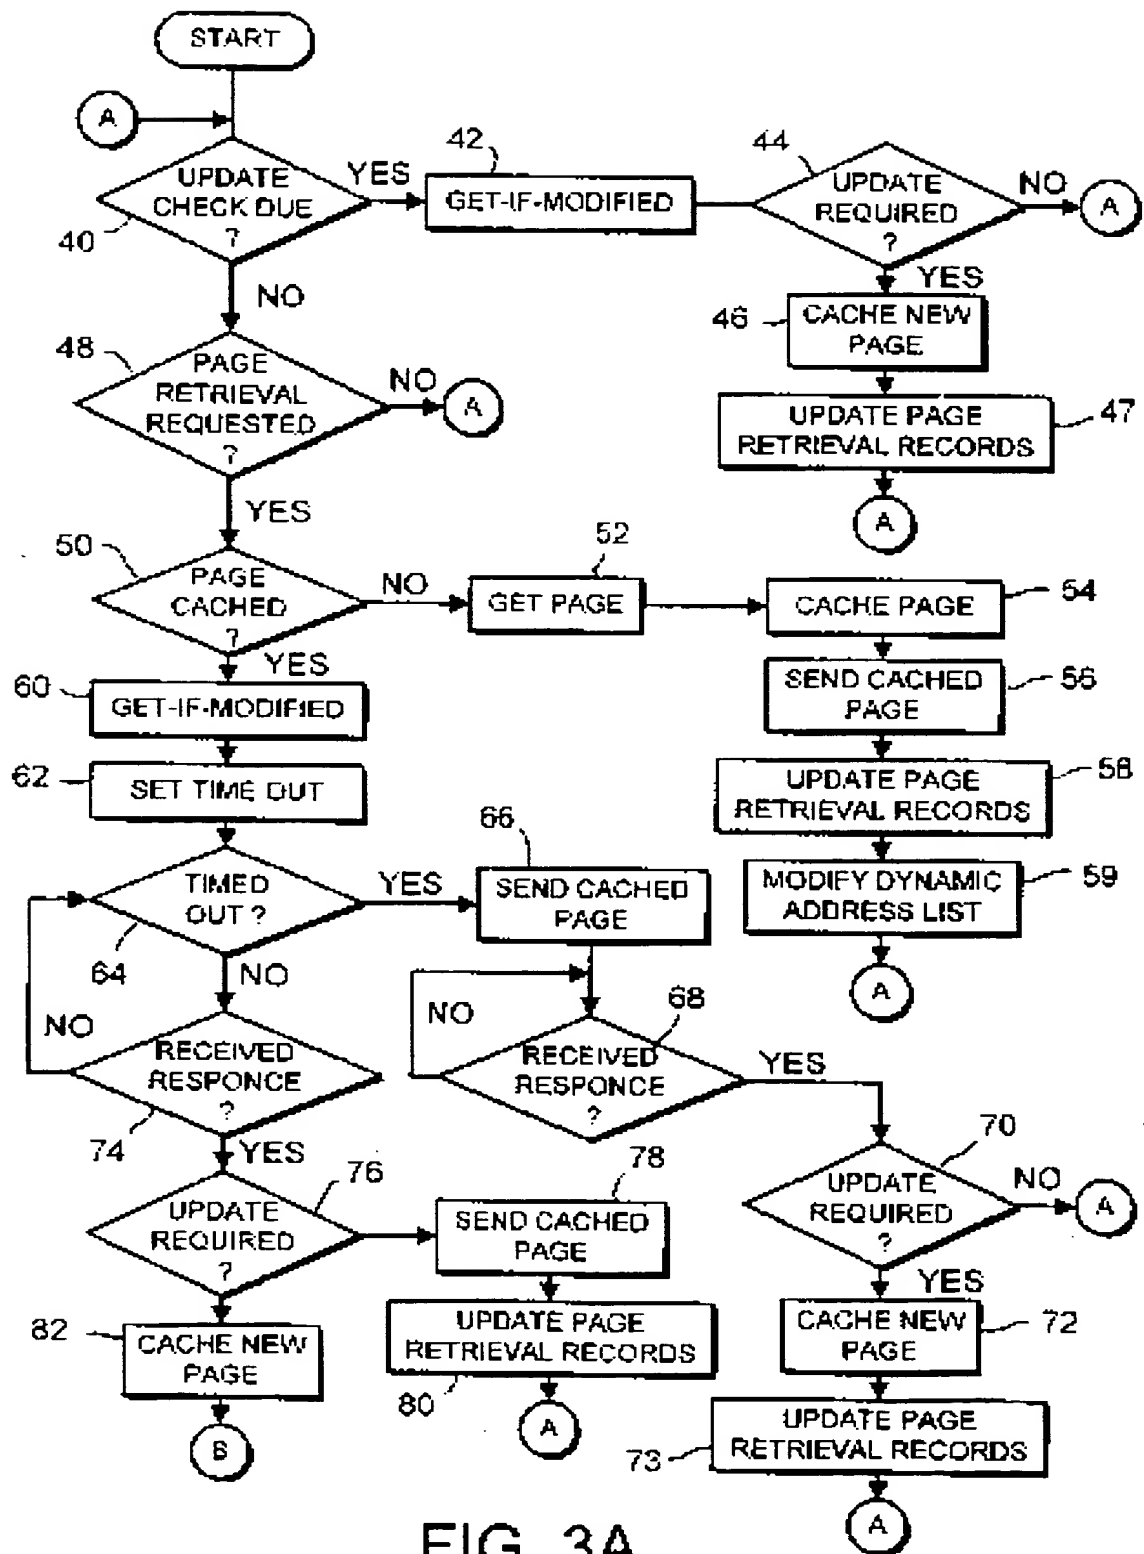 START
A
UPDATE
CHECK DUE
?
40
YES
42
GET-IF-MODIFIED
44
UPDATE
REQUIRED
?
NO
A
YES
46
CACHE NEW
PAGE
UPDATE PAGE
RETRIEVAL RECORDS
47
A
NO
48
PAGE
RETRIEVAL
REQUESTED
?
NO
A
YES
50
PAGE
CACHED
?
NO
52
GET PAGE
CACHE PAGE
54
SEND CACHED
PAGE
56
UPDATE PAGE
RETRIEVAL RECORDS
58
MODIFY DYNAMIC
ADDRESS LIST
59
A
YES
60
GET-IF-MODIFIED
62
SET TIME OUT
TIMED
OUT ?
64
YES
66
SEND CACHED
PAGE
NO
NO
RECEIVED
RESPONCE
?
74
NO
68
RECEIVED
RESPONCE
?
YES
70
UPDATE
REQUIRED
?
NO
A
YES
CACHE NEW
PAGE
72
UPDATE PAGE
RETRIEVAL RECORDS
73
A
YES
76
UPDATE
REQUIRED
?
78
SEND CACHED
PAGE
UPDATE PAGE
RETRIEVAL RECORDS
80
A
82
CACHE NEW
PAGE
B
FIG. 3A